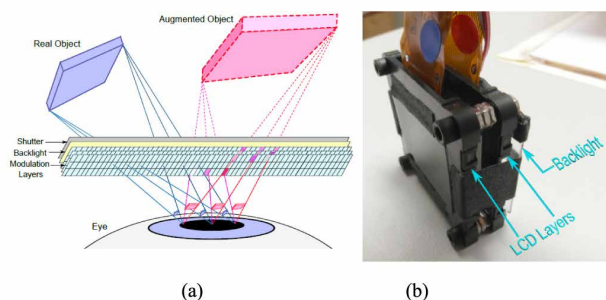 Real Object
Augmented Object
Shutter
Backlight
Modulation
Layers
Eye
Backlight
LCD Layers
(a)
(b)